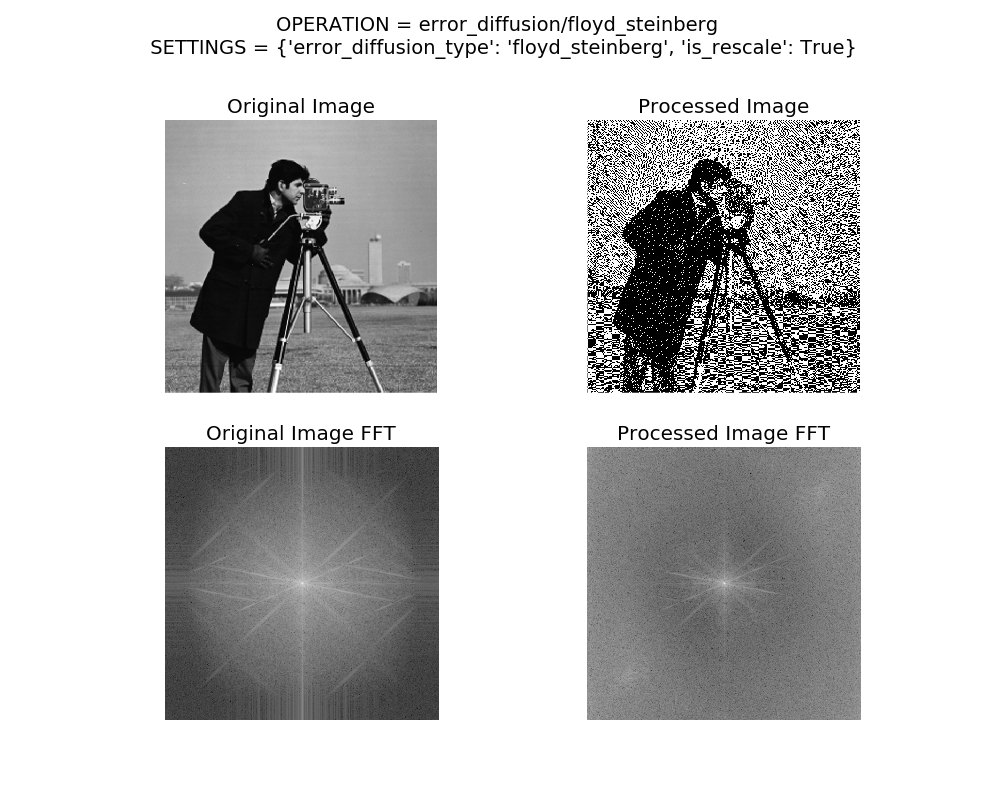 OPERATION = error_diffusion/floyd_steinberg
SETTINGS = {'error_diffusion_type': 'floyd_steinberg', 'is_rescale': True}
Original Image
Processed Image
Original Image FFT
Processed Image FFT